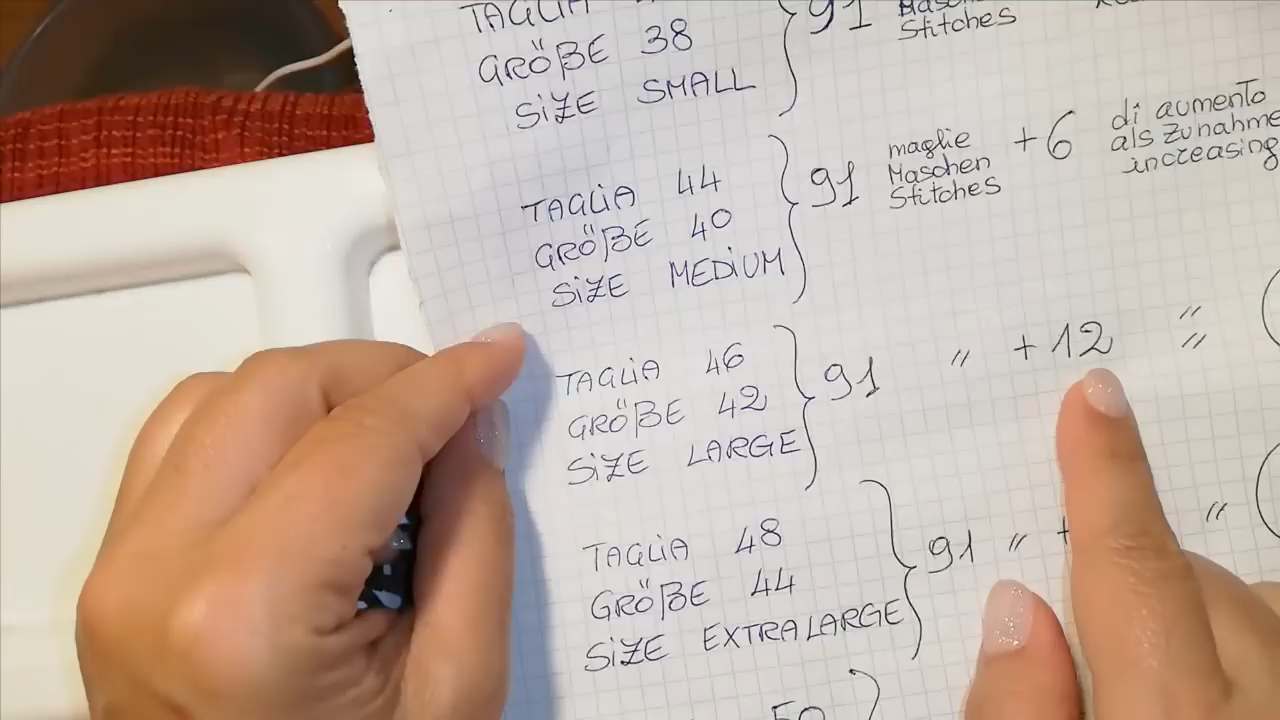 TAGLIA
GRÖßE 38
SIZE SMALL
91 Maschen
Stitches
TAGLIA 44
GRÖßE 40
SIZE MEDIUM
91 maglie
Maschen
Stitches
+6 di aumento
als Zunahme
increasing
TAGLIA 46
GRÖßE 42
SIZE LARGE
91 " +12 " "
TAGLIA 48
GRÖßE 44
SIZE EXTRALARGE
91 " + "
50